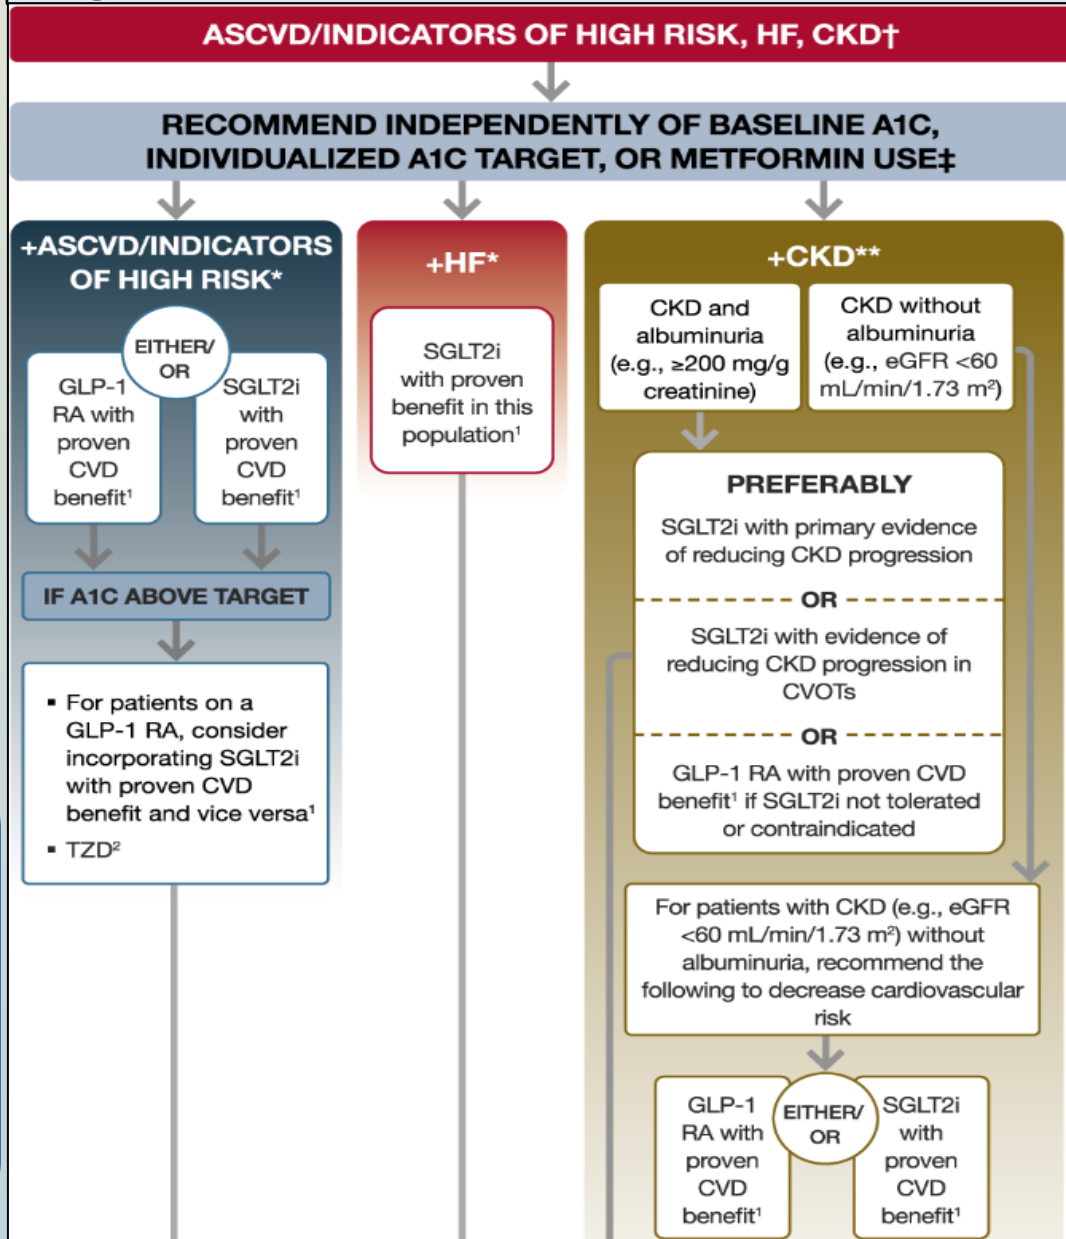 ASCVD/INDICATORS OF HIGH RISK, HF, CKD†
RECOMMEND INDEPENDENTLY OF BASELINE A1C,
INDIVIDUALIZED A1C TARGET, OR METFORMIN USE‡
+ASCVD/INDICATORS
OF HIGH RISK*
EITHER/
OR
GLP-1
RA with
proven
CVD
benefit¹
SGLT2i
with
proven
CVD
benefit¹
IF A1C ABOVE TARGET
▪ For patients on a
GLP-1 RA, consider
incorporating SGLT2i
with proven CVD
benefit and vice versa¹
▪ TZD²
+HF*
SGLT2i
with proven
benefit in this
population¹
+CKD**
CKD and
albuminuria
(e.g., ≥200 mg/g
creatinine)
CKD without
albuminuria
(e.g., eGFR <60
mL/min/1.73 m²)
PREFERABLY
SGLT2i with primary evidence
of reducing CKD progression
OR
SGLT2i with evidence of
reducing CKD progression in
CVOTs
OR
GLP-1 RA with proven CVD
benefit¹ if SGLT2i not tolerated
or contraindicated
For patients with CKD (e.g., eGFR
<60 mL/min/1.73 m²) without
albuminuria, recommend the
following to decrease cardiovascular
risk
GLP-1
RA with
proven
CVD
benefit¹
EITHER/
OR
SGLT2i
with
proven
CVD
benefit¹